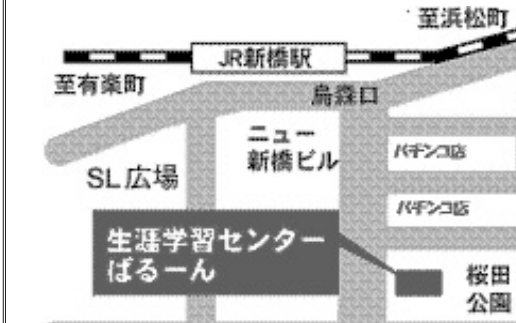 至浜松町
JR新橋駅
至有楽町
烏森口
ニュー
新橋ビル
パチンコ店
SL広場
パチンコ店
生涯学習センター
ばるーん
桜田
公園